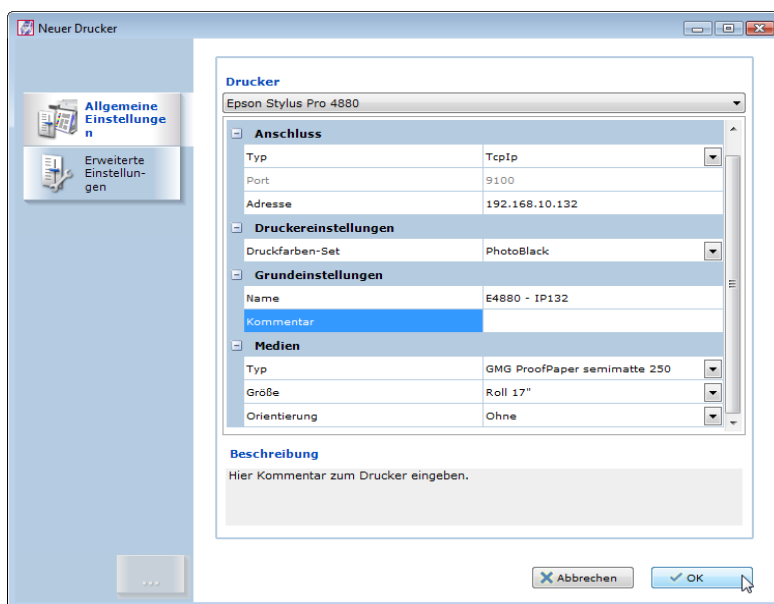 Neuer Drucker
Allgemeine
Einstellunge
n
Erweiterte
Einstellun-
gen
Drucker
Epson Stylus Pro 4880
Anschluss
Typ TcpIp
Port 9100
Adresse 192.168.10.132
Druckereinstellungen
Druckfarben-Set PhotoBlack
Grundeinstellungen
Name E4880 - IP132
Kommentar
Medien
Typ GMG ProofPaper semimatte 250
Größe Roll 17"
Orientierung Ohne
Beschreibung
Hier Kommentar zum Drucker eingeben.
...
Abbrechen OK